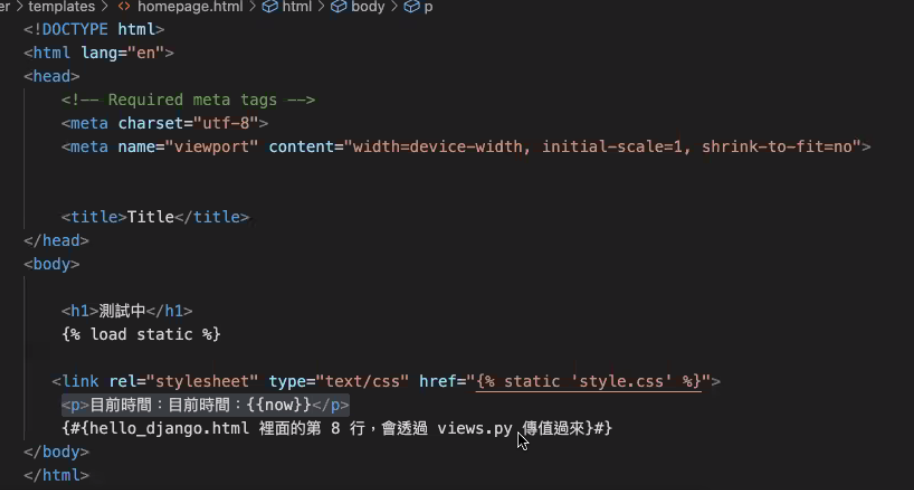 er > templates > <> homepage.html > html > body > p
<!DOCTYPE html>
<html lang="en">
<head>
<!-- Required meta tags -->
<meta charset="utf-8">
<meta name="viewport" content="width=device-width, initial-scale=1, shrink-to-fit=no">
<title>Title</title>
</head>
<body>
<h1>測試中</h1>
{% load static %}
<link rel="stylesheet" type="text/css" href="{% static 'style.css' %}">
<p>目前時間：目前時間：{{now}}</p>
{#{hello_django.html 裡面的第 8 行，會透過 views.py 傳值過來}#}
</body>
</html>